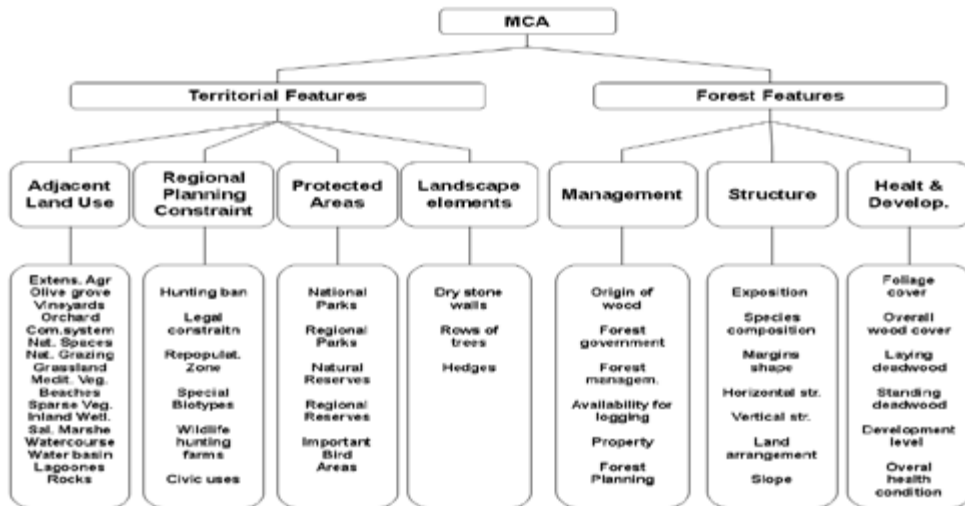 MCA
Territorial Features
Forest Features
Adjacent
Land Use
Regional
Planning
Constraint
Protected
Areas
Landscape
elements
Management
Structure
Healt &
Develop.
Extens. Agr
Olive grove
Vineyards
Orchard
Com.system
Nat. Spaces
Nat. Grazing
Grassland
Medit. Veg.
Beaches
Sparse Veg.
Inland Wetl.
Sal. Marshe
Watercourse
Water basin
Lagoones
Rocks
Hunting ban
Legal
constraitn
Repopulat.
Zone
Special
Biotypes
Wildlife
hunting
farms
Civic uses
National
Parks
Regional
Parks
Natural
Reserves
Regional
Reserves
Important
Bird
Areas
Dry stone
walls
Rows of
trees
Hedges
Origin of
wood
Forest
government
Forest
managem.
Availability for
logging
Property
Forest
Planning
Exposition
Species
composition
Margins
shape
Horizontal str.
Vertical str.
Land
arrangement
Slope
Foliage
cover
Overall
wood cover
Laying
deadwood
Standing
deadwood
Development
level
Overal
health
condition